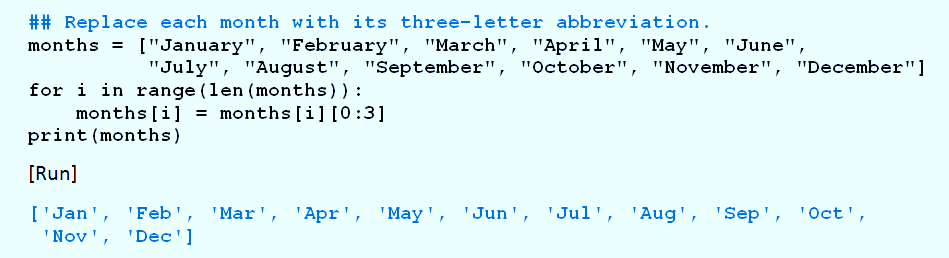 ## Replace each month with its three-letter abbreviation.
months = ["January", "February", "March", "April", "May", "June",
          "July", "August", "September", "October", "November", "December"]
for i in range(len(months)):
    months[i] = months[i][0:3]
print(months)
[Run]
['Jan', 'Feb', 'Mar', 'Apr', 'May', 'Jun', 'Jul', 'Aug', 'Sep', 'Oct',
 'Nov', 'Dec']